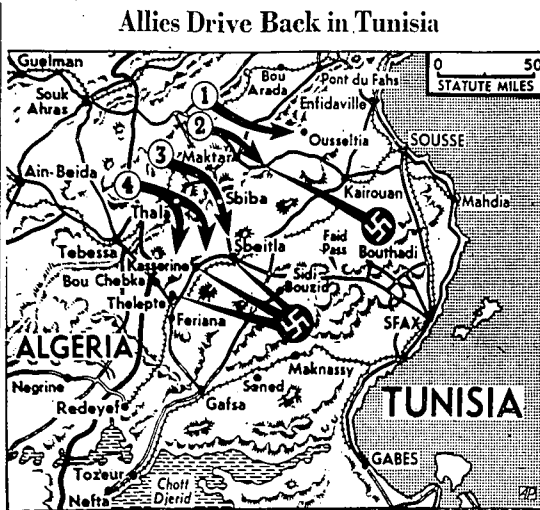 Allies Drive Back in Tunisia
Guelman
Souk
Ahras
Bou
Arada
Pont du Fahs
Enfidaville
0 50
STATUTE MILES
1
2
3
4
Ousseltia
SOUSSE
Maktar
Ain-Beida
Thala
Sbiba
Kairouan
Mahdia
Tebessa
Sbeitla
Faid
Pass
Bouthadi
Bou Chebka
Kasserine
Sidi
Bouzid
Thelepte
Feriana
SFAX
ALGERIA
Maknassy
Negrine
Sened
Redeyef
Gafsa
TUNISIA
GABES
Tozeur
Nefta
Chott
Djerid
AP